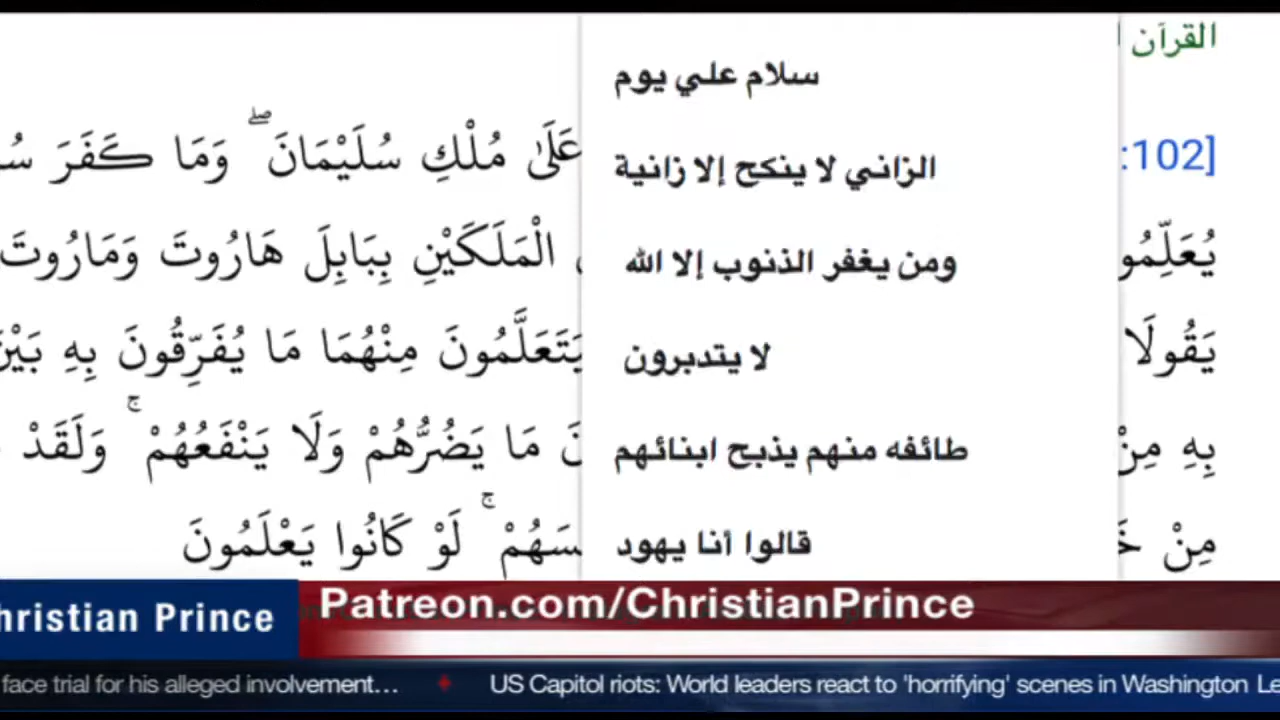 القرآن
سلام علي يوم
الزاني لا ينكح إلا زانية
ومن يغفر الذنوب إلا الله
لا يتدبرون
طائفه منهم يذبح ابنائهم
قالوا أنا يهود
:102]
عَلَىٰ مُلْكِ سُلَيْمَانَ ۖ وَمَا كَفَرَ
الْمَلَكَيْنِ بِبَابِلَ هَارُوتَ وَمَارُوتَ
يَقُولَا يَتَعَلَّمُونَ مِنْهُمَا مَا يُفَرِّقُونَ بِهِ بَيْنَ
بِهِ مِنْ مَا يَضُرُّهُمْ وَلَا يَنْفَعُهُمْ ۚ وَلَقَدْ
مِنْ ۚ لَوْ كَانُوا يَعْلَمُونَ
hristian Prince
Patreon.com/ChristianPrince
face trial for his alleged involvement... US Capitol riots: World leaders react to 'horrifying' scenes in Washington Le